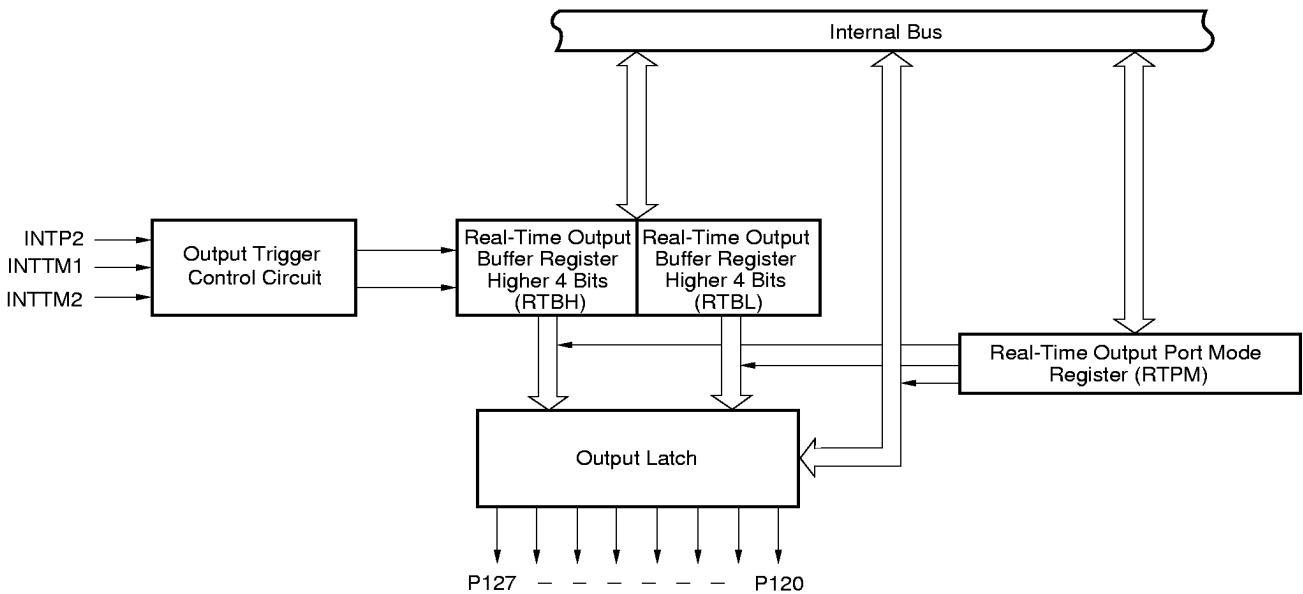 Internal Bus
INTP2
INTTM1
INTTM2
Output Trigger
Control Circuit
Real-Time Output
Buffer Register
Higher 4 Bits
(RTBH)
Real-Time Output
Buffer Register
Higher 4 Bits
(RTBL)
Real-Time Output Port Mode
Register (RTPM)
Output Latch
P127 – – – – – – P120